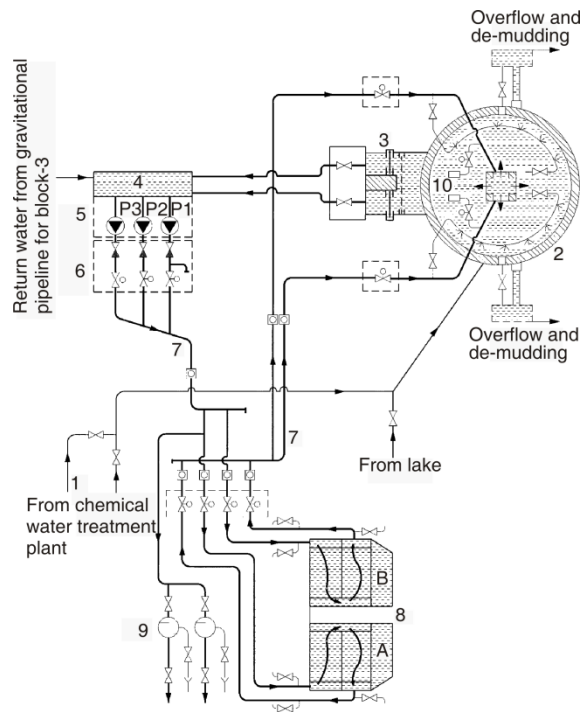 Overflow and
de-mudding
3
Return water from gravitational
pipeline for block-3
4
10
5
P3
P2
P1
2
6
7
Overflow and
de-mudding
7
1
From lake
From chemical
water treatment
plant
B
8
9
A